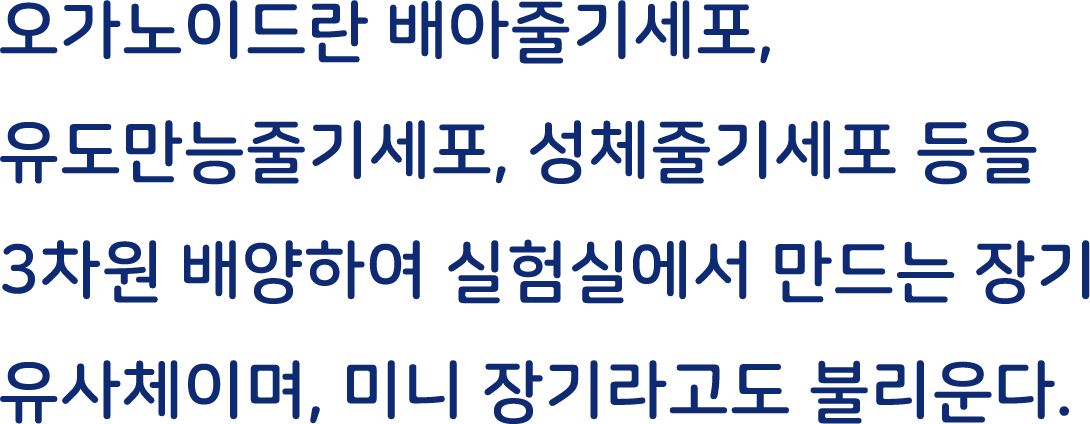 오가노이드란 배아줄기세포,
유도만능줄기세포, 성체줄기세포 등을
3차원 배양하여 실험실에서 만드는 장기
유사체이며, 미니 장기라고도 불리운다.